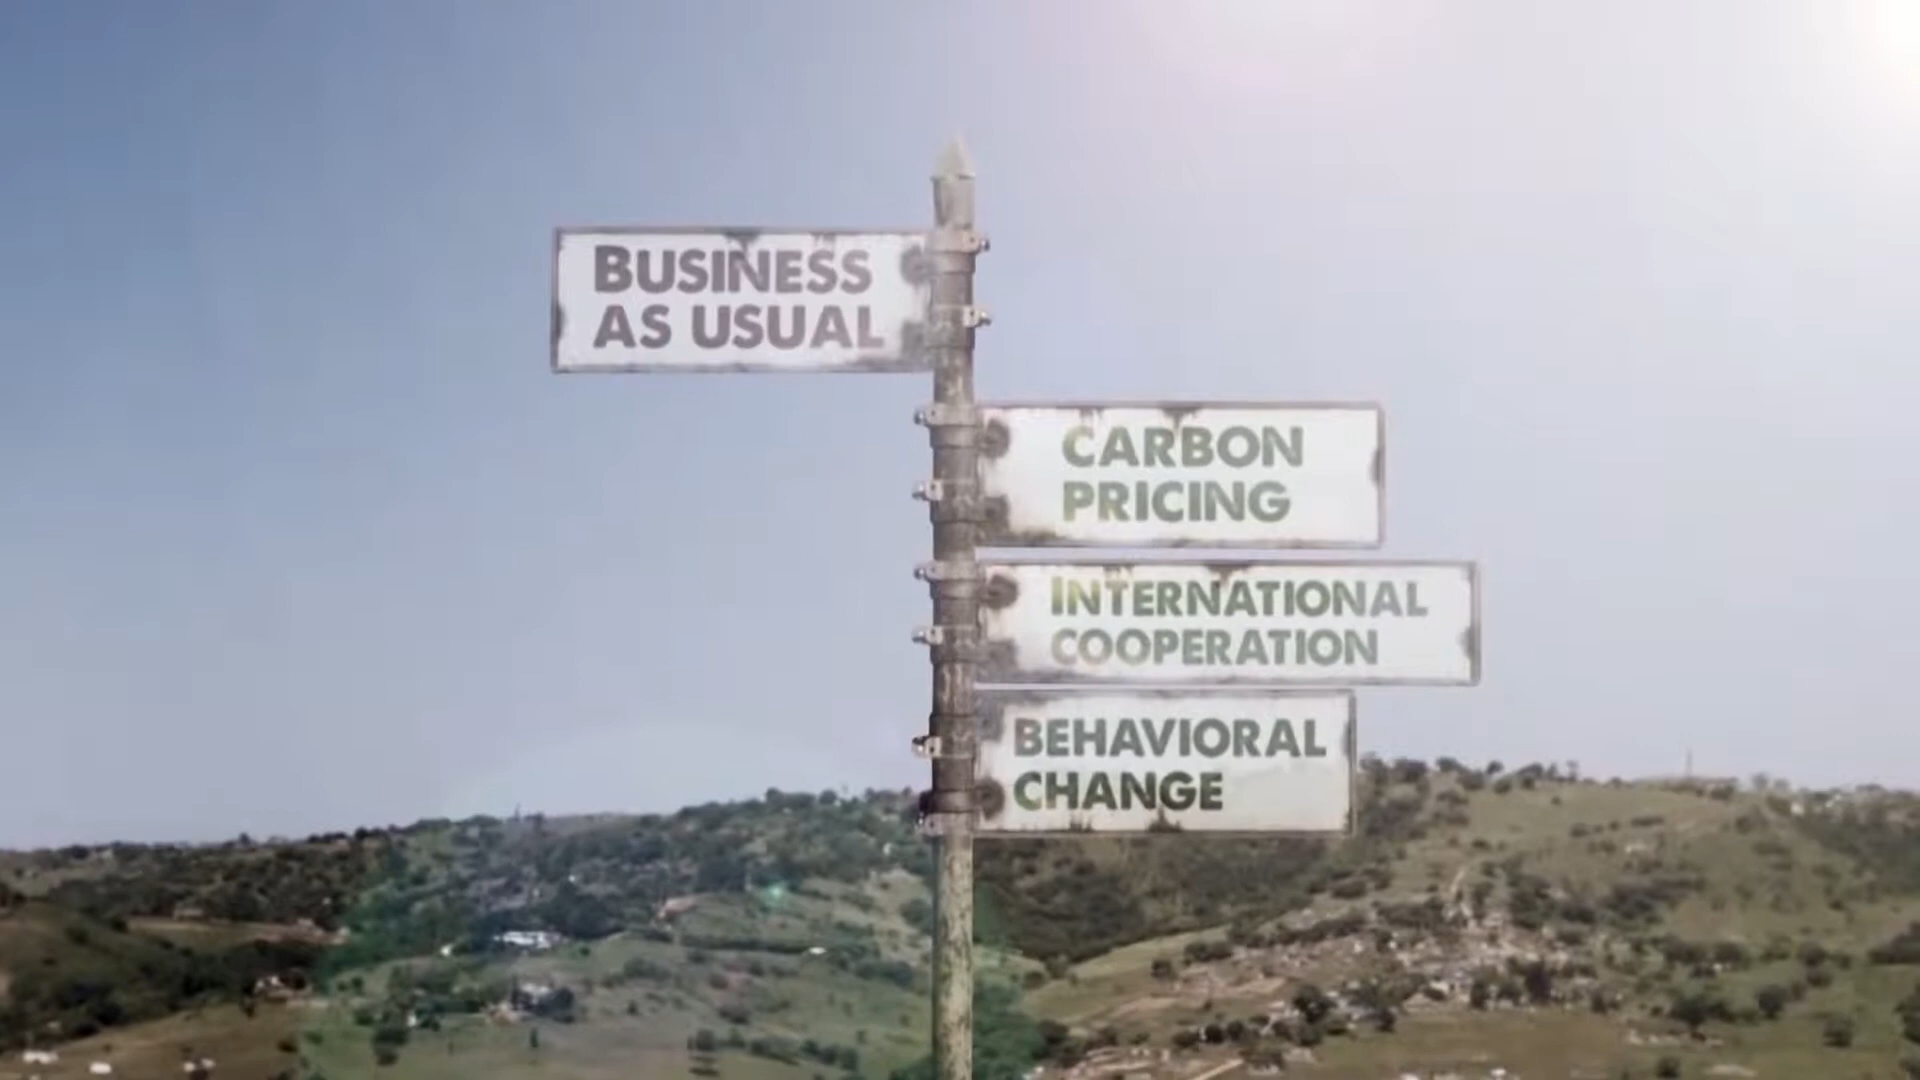 BUSINESS
AS USUAL
CARBON
PRICING
INTERNATIONAL
COOPERATION
BEHAVIORAL
CHANGE